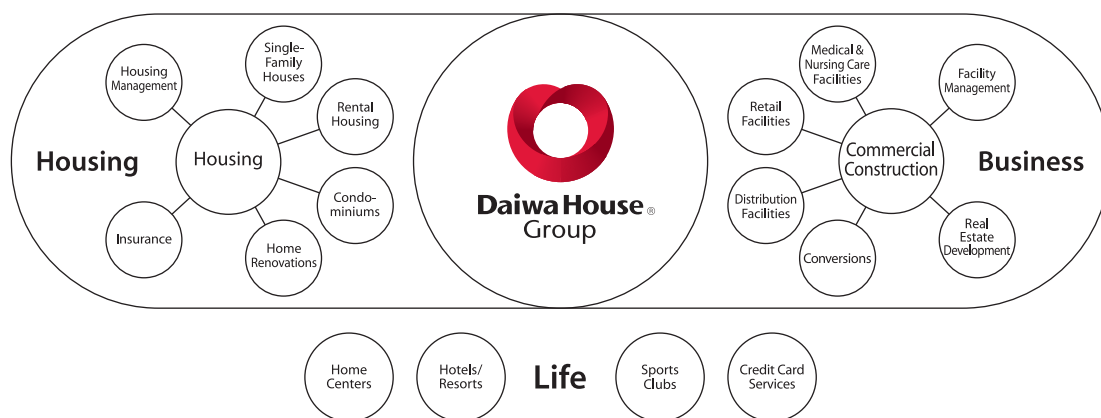 Housing
Housing
Management
Single-
Family
Houses
Rental
Housing
Housing
Condo-
miniums
Home
Renovations
Insurance
DaiwaHouse®
Group
Medical &
Nursing Care
Facilities
Facility
Management
Retail
Facilities
Commercial
Construction
Business
Distribution
Facilities
Conversions
Real
Estate
Development
Home
Centers
Hotels/
Resorts
Life
Sports
Clubs
Credit Card
Services